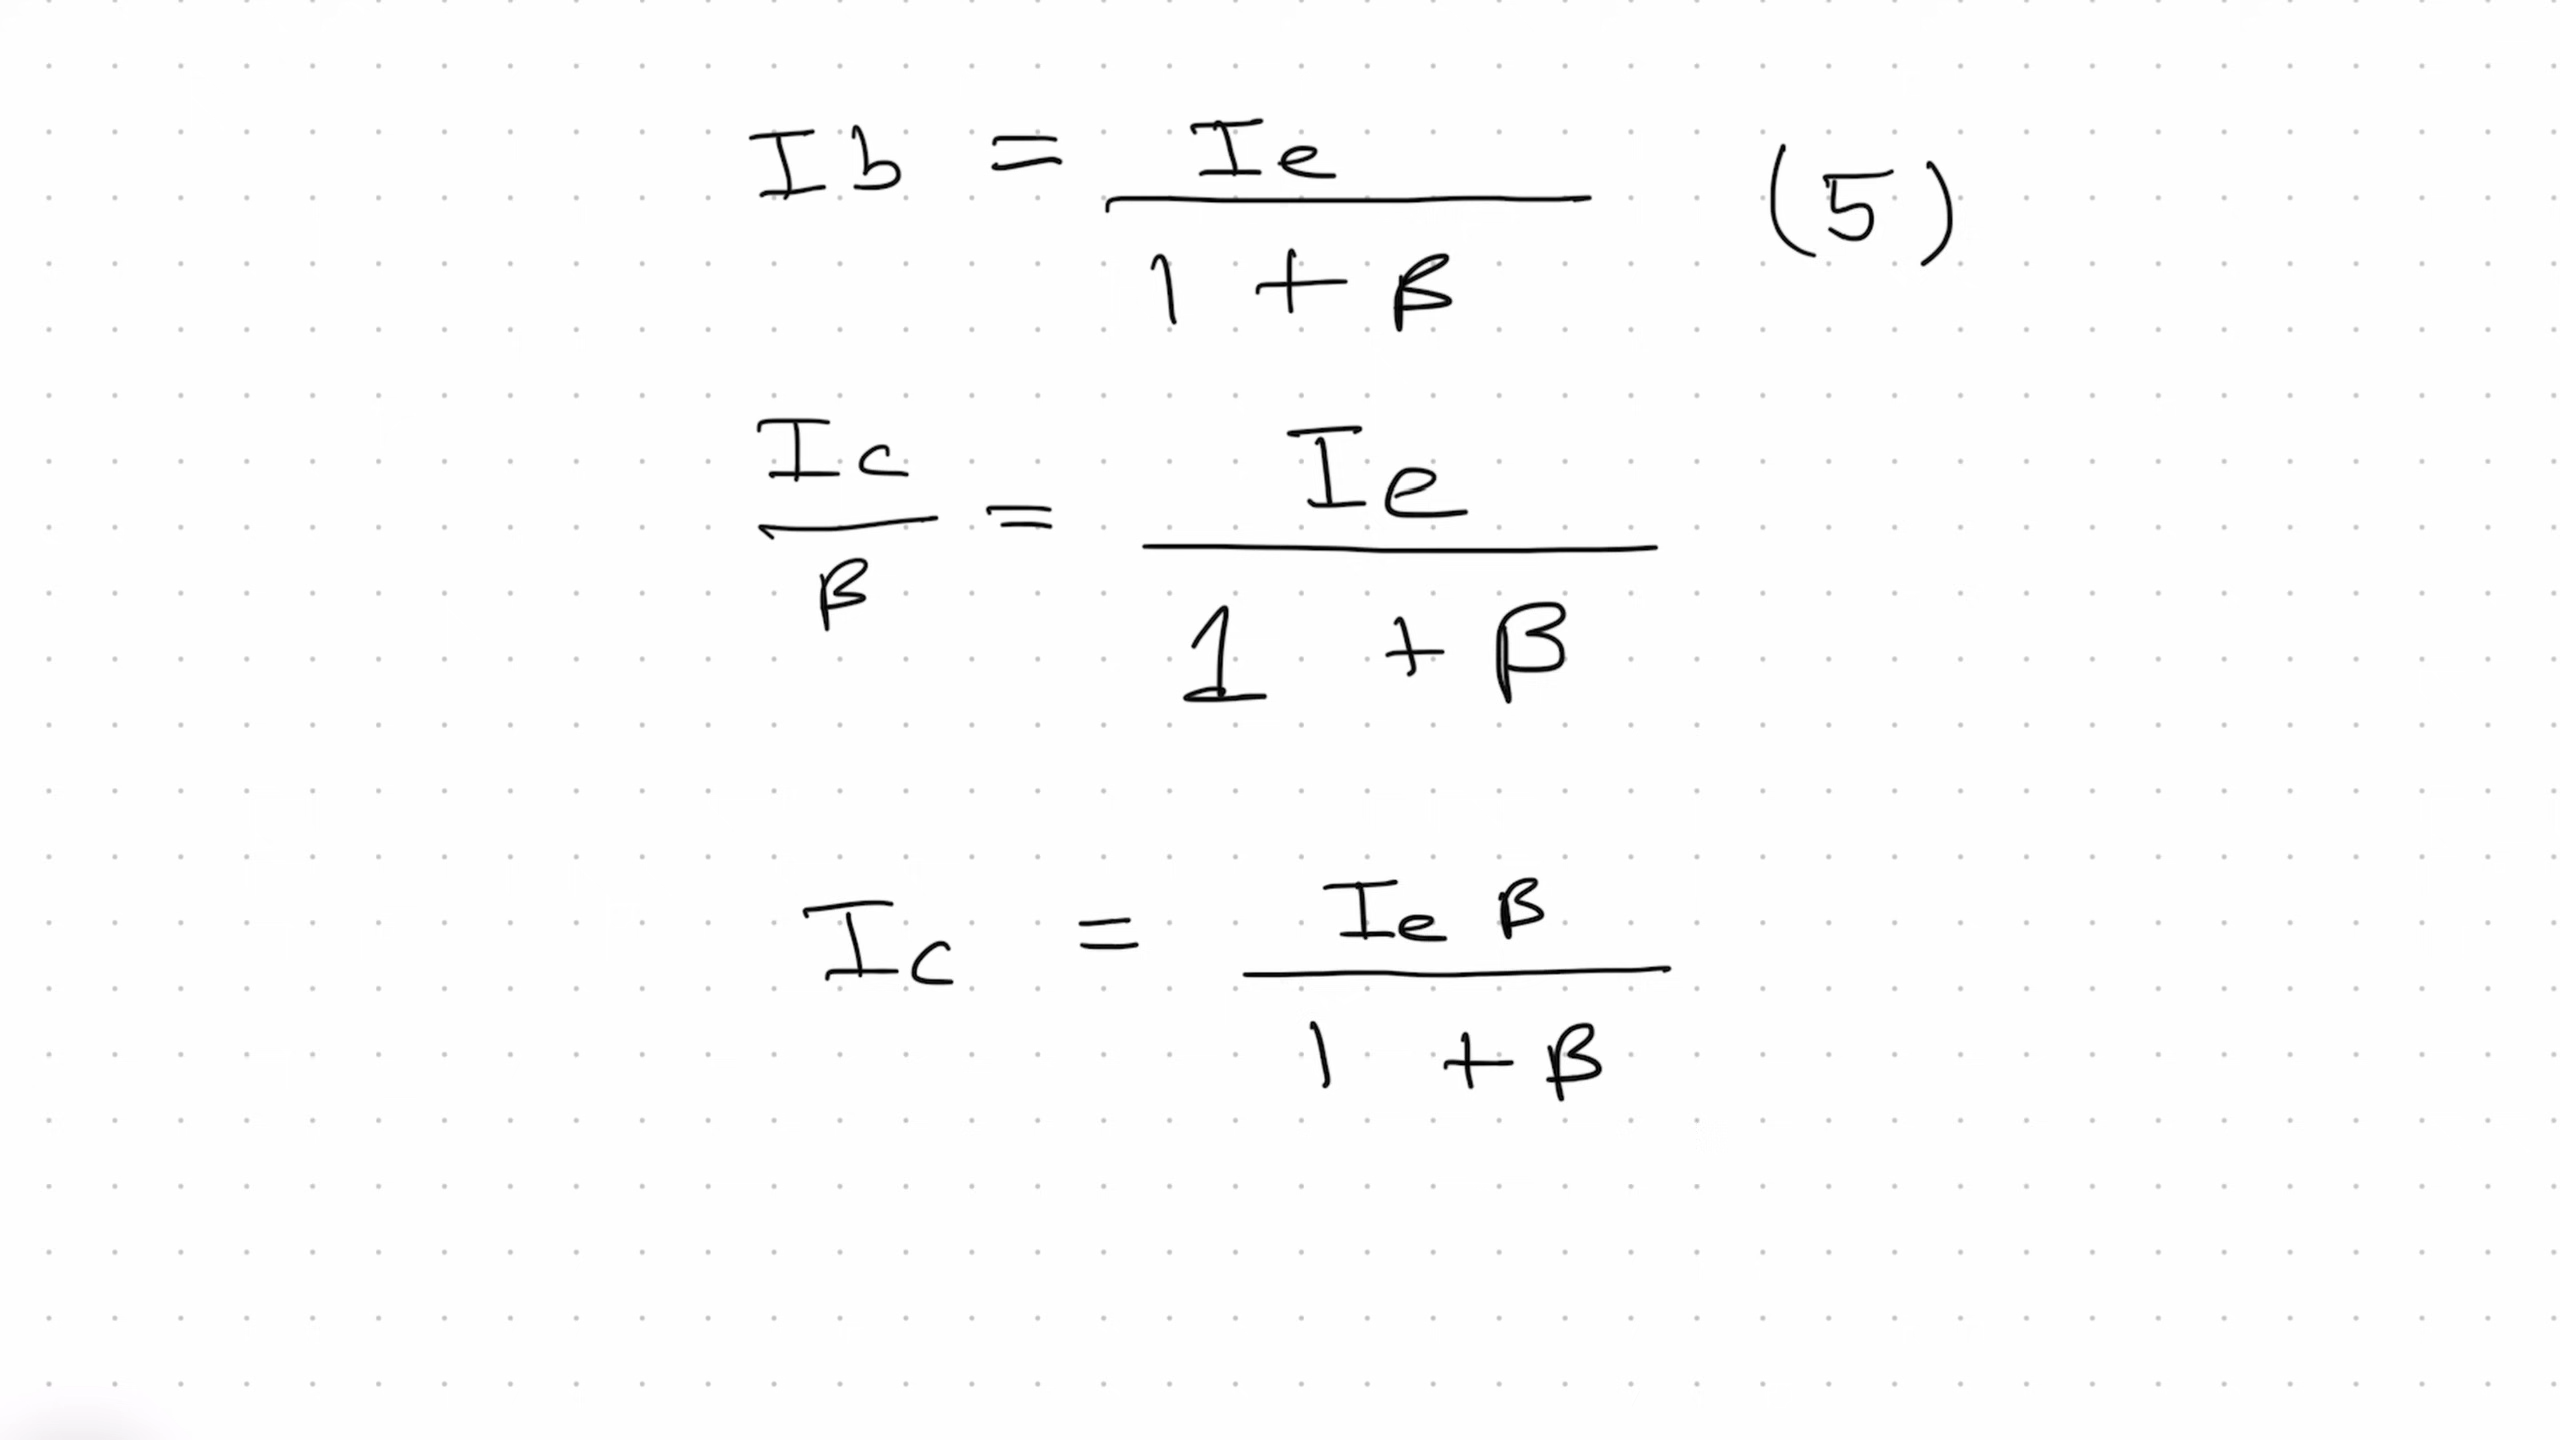 Ib = Ie / 1 + β (5)
Ic / β = Ie / 1 + β
Ic = Ie β / 1 + β